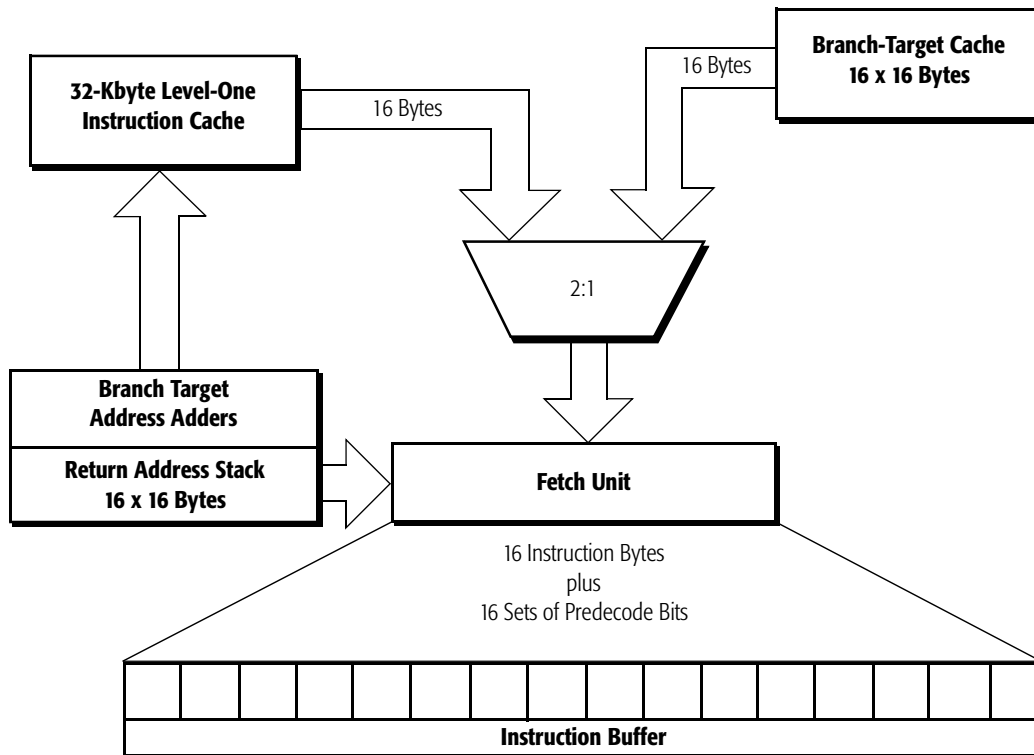 Branch-Target Cache
16 x 16 Bytes
32-Kbyte Level-One
Instruction Cache
16 Bytes
16 Bytes
2:1
Branch Target
Address Adders
Return Address Stack
16 x 16 Bytes
Fetch Unit
16 Instruction Bytes
plus
16 Sets of Predecode Bits
Instruction Buffer